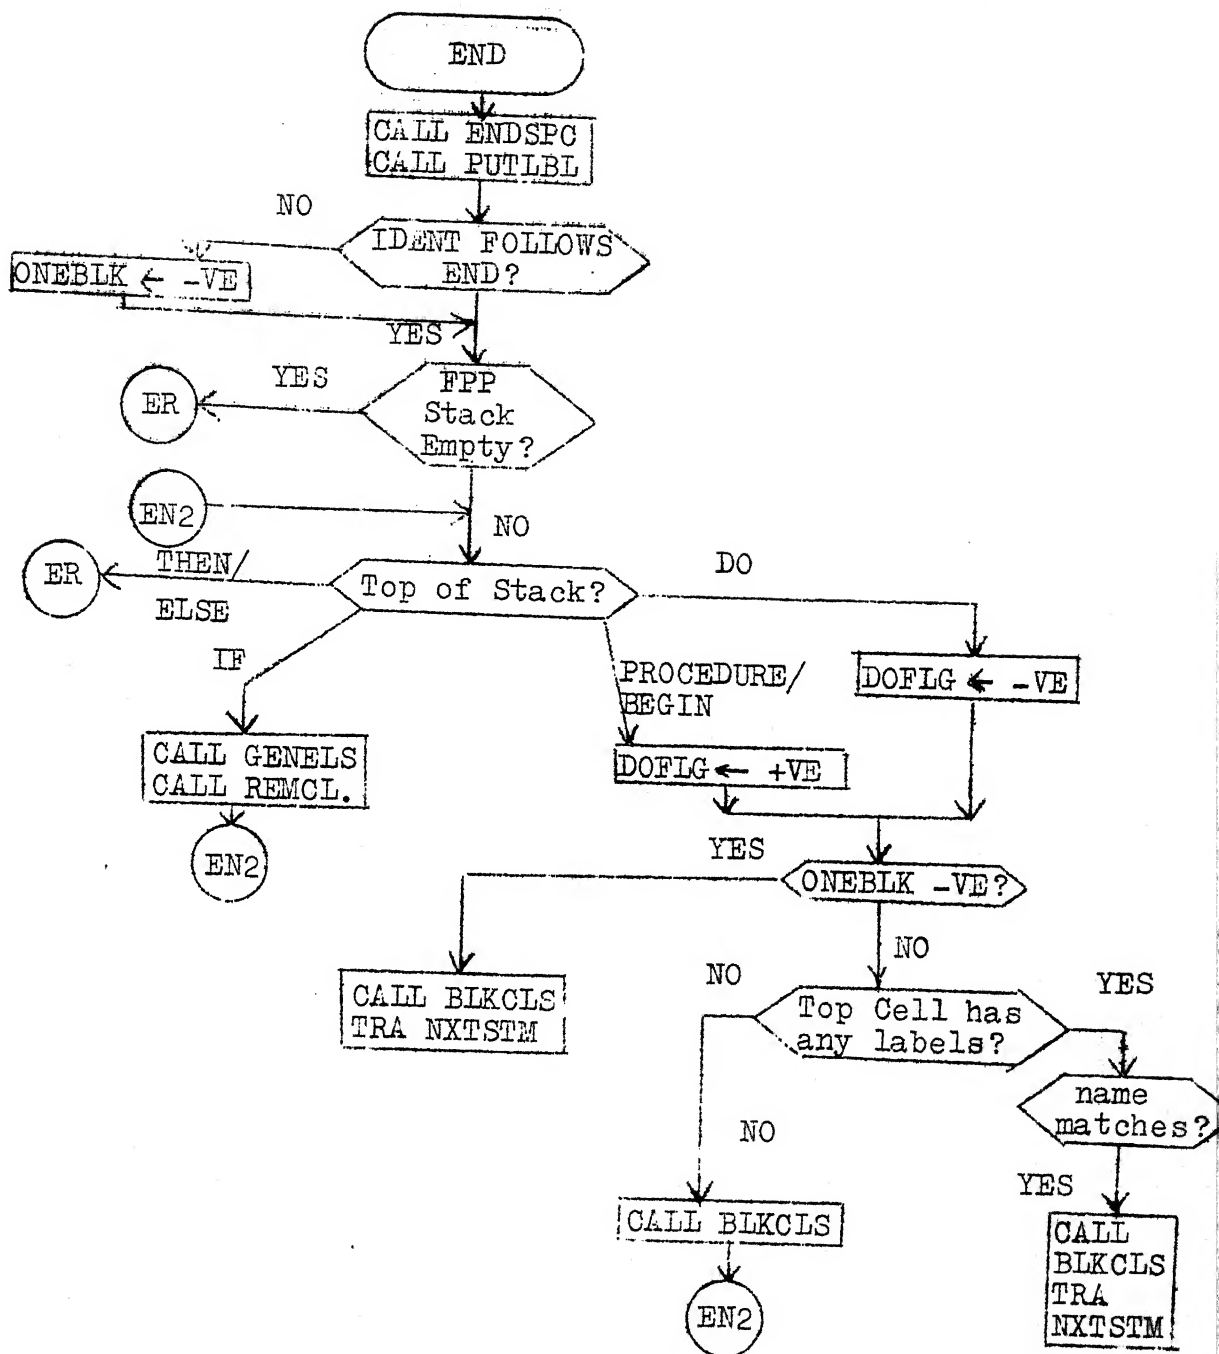 END
CALL ENDSPC
CALL PUTLBL
NO
IDENT FOLLOWS
END?
ONEBLK ← -VE
YES
YES
FPP
Stack
Empty?
ER
EN2
NO
ER
THEN/
ELSE
Top of Stack?
DO
IF
PROCEDURE/
BEGIN
DOFLG ← -VE
CALL GENELS
CALL REMCL.
DOFLG ← +VE
EN2
YES
ONEBLK -VE?
NO
NO
YES
CALL BLKCLS
TRA NXTSTM
Top Cell has
any labels?
name
matches?
NO
YES
CALL BLKCLS
CALL
BLKCLS
TRA
NXTSTM
EN2